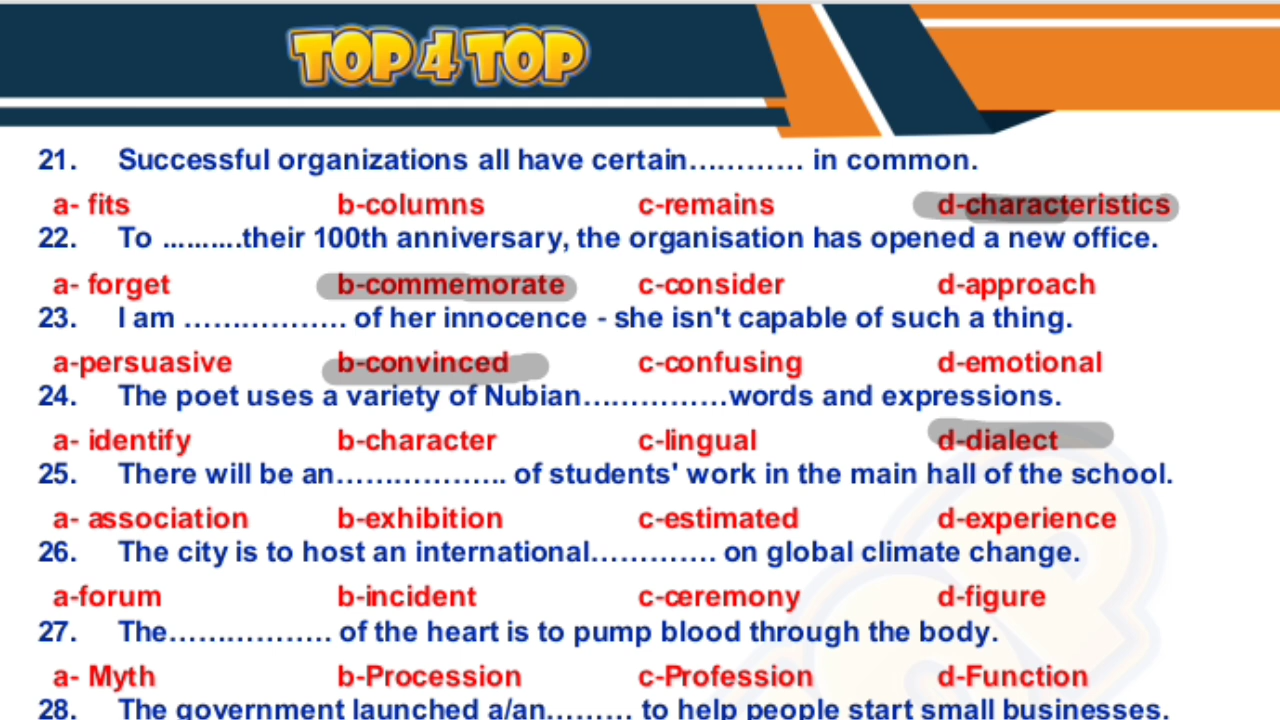 TOP 4 TOP
21. Successful organizations all have certain………… in common.
a- fits b-columns c-remains d-characteristics
22. To ..........their 100th anniversary, the organisation has opened a new office.
a- forget b-commemorate c-consider d-approach
23. I am ……………… of her innocence - she isn't capable of such a thing.
a-persuasive b-convinced c-confusing d-emotional
24. The poet uses a variety of Nubian……………words and expressions.
a- identify b-character c-lingual d-dialect
25. There will be an…………….. of students' work in the main hall of the school.
a- association b-exhibition c-estimated d-experience
26. The city is to host an international…………. on global climate change.
a-forum b-incident c-ceremony d-figure
27. The……………… of the heart is to pump blood through the body.
a- Myth b-Procession c-Profession d-Function
28. The government launched a/an……… to help people start small businesses.